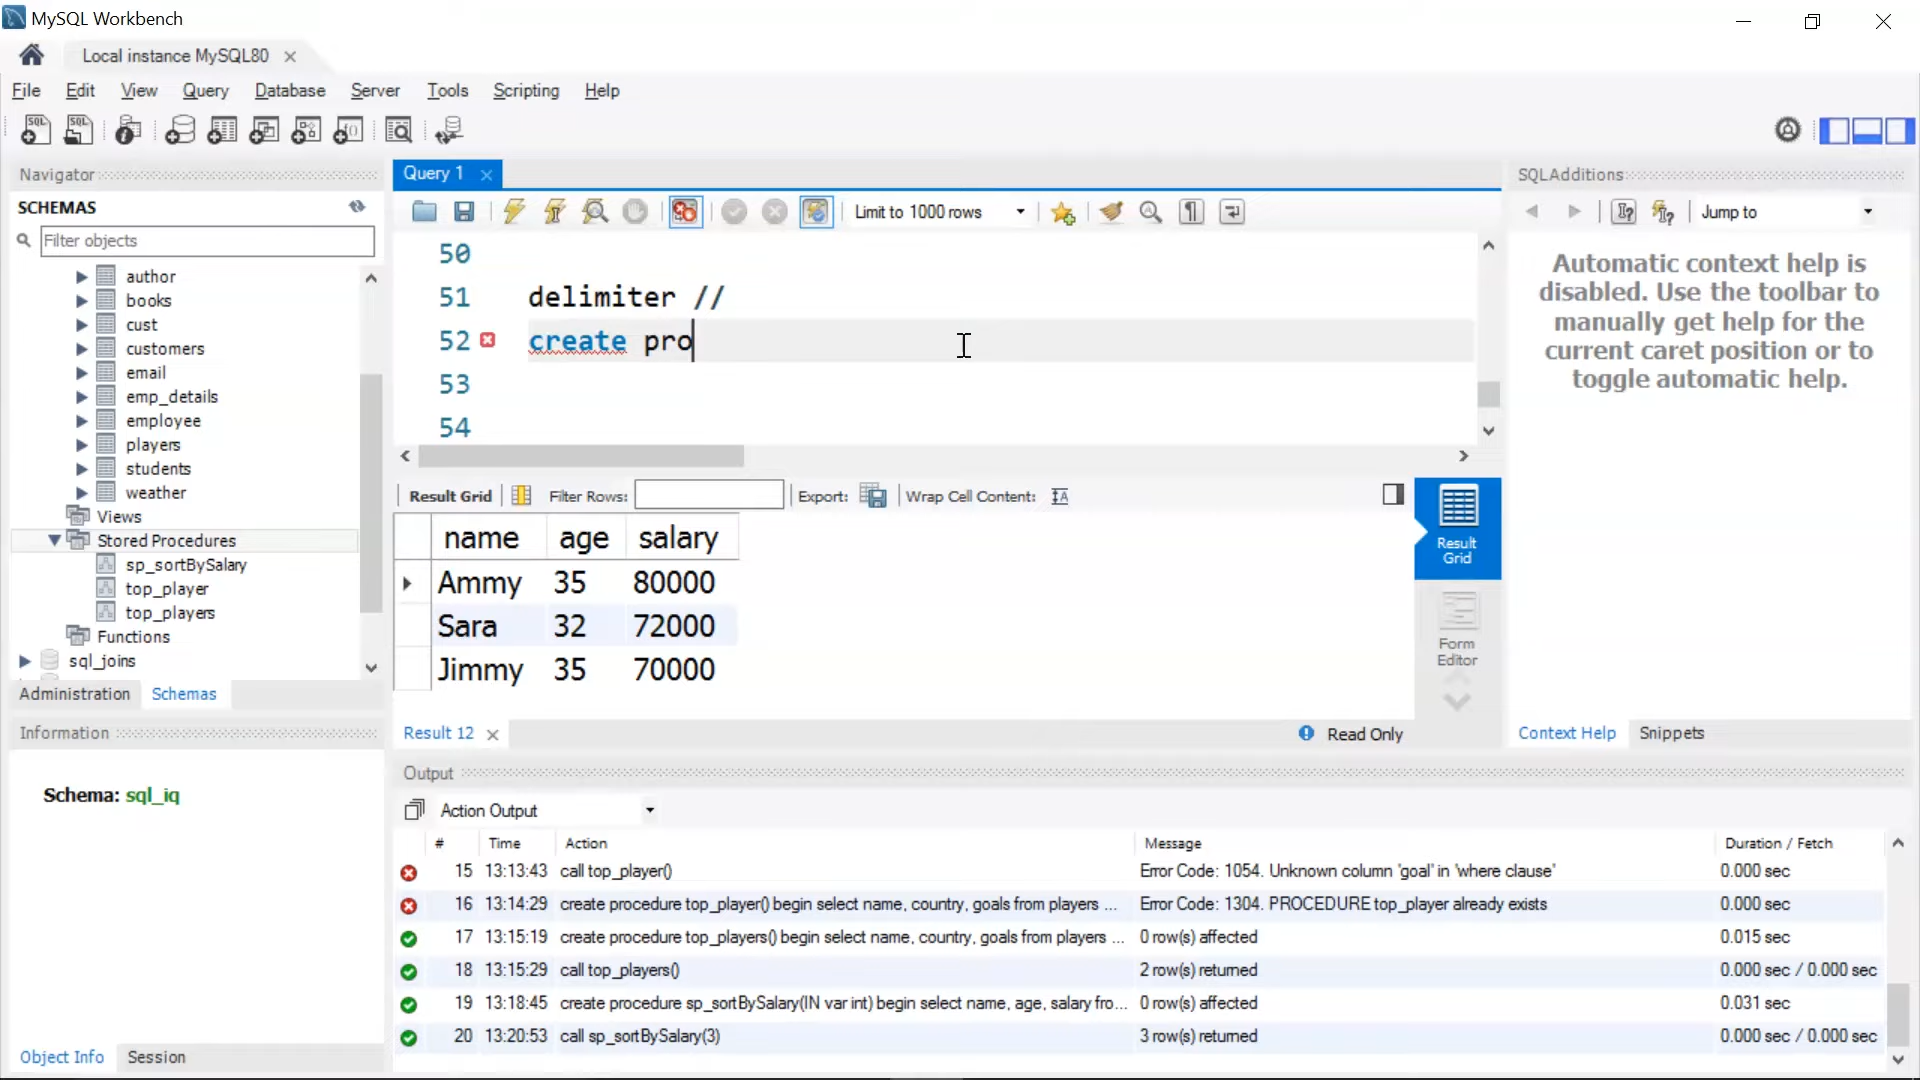 MySQL Workbench
Local instance MySQL80
File Edit View Query Database Server Tools Scripting Help
Navigator
SCHEMAS
Filter objects
author
books
cust
customers
email
emp_details
employee
players
students
weather
Views
Stored Procedures
sp_sortBySalary
top_player
top_players
Functions
sql_joins
Administration Schemas
Information
Schema: sql_iq
Object Info Session
Query 1
Limit to 1000 rows
50
51 delimiter //
52 create pro
53
54
Result Grid Filter Rows: Export: Wrap Cell Content:
name age salary
Ammy 35 80000
Sara 32 72000
Jimmy 35 70000
Result Grid
Form Editor
Result 12 Read Only
SQLAdditions
Jump to
Automatic context help is
disabled. Use the toolbar to
manually get help for the
current caret position or to
toggle automatic help.
Context Help Snippets
Output
Action Output
# Time Action Message Duration / Fetch
15 13:13:43 call top_player() Error Code: 1054. Unknown column 'goal' in 'where clause' 0.000 sec
16 13:14:29 create procedure top_player() begin select name, country, goals from players ... Error Code: 1304. PROCEDURE top_player already exists 0.000 sec
17 13:15:19 create procedure top_players() begin select name, country, goals from players ... 0 row(s) affected 0.015 sec
18 13:15:29 call top_players() 2 row(s) returned 0.000 sec / 0.000 sec
19 13:18:45 create procedure sp_sortBySalary(IN var int) begin select name, age, salary fro... 0 row(s) affected 0.031 sec
20 13:20:53 call sp_sortBySalary(3) 3 row(s) returned 0.000 sec / 0.000 sec